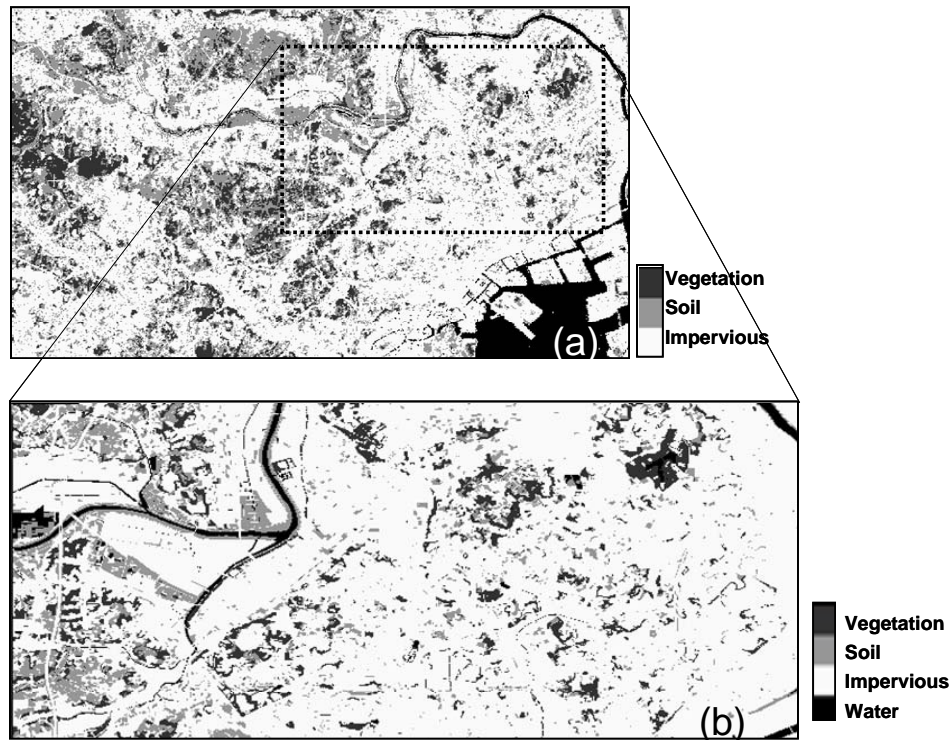 Vegetation
Soil
Impervious
(a)
Vegetation
Soil
Impervious
Water
(b)